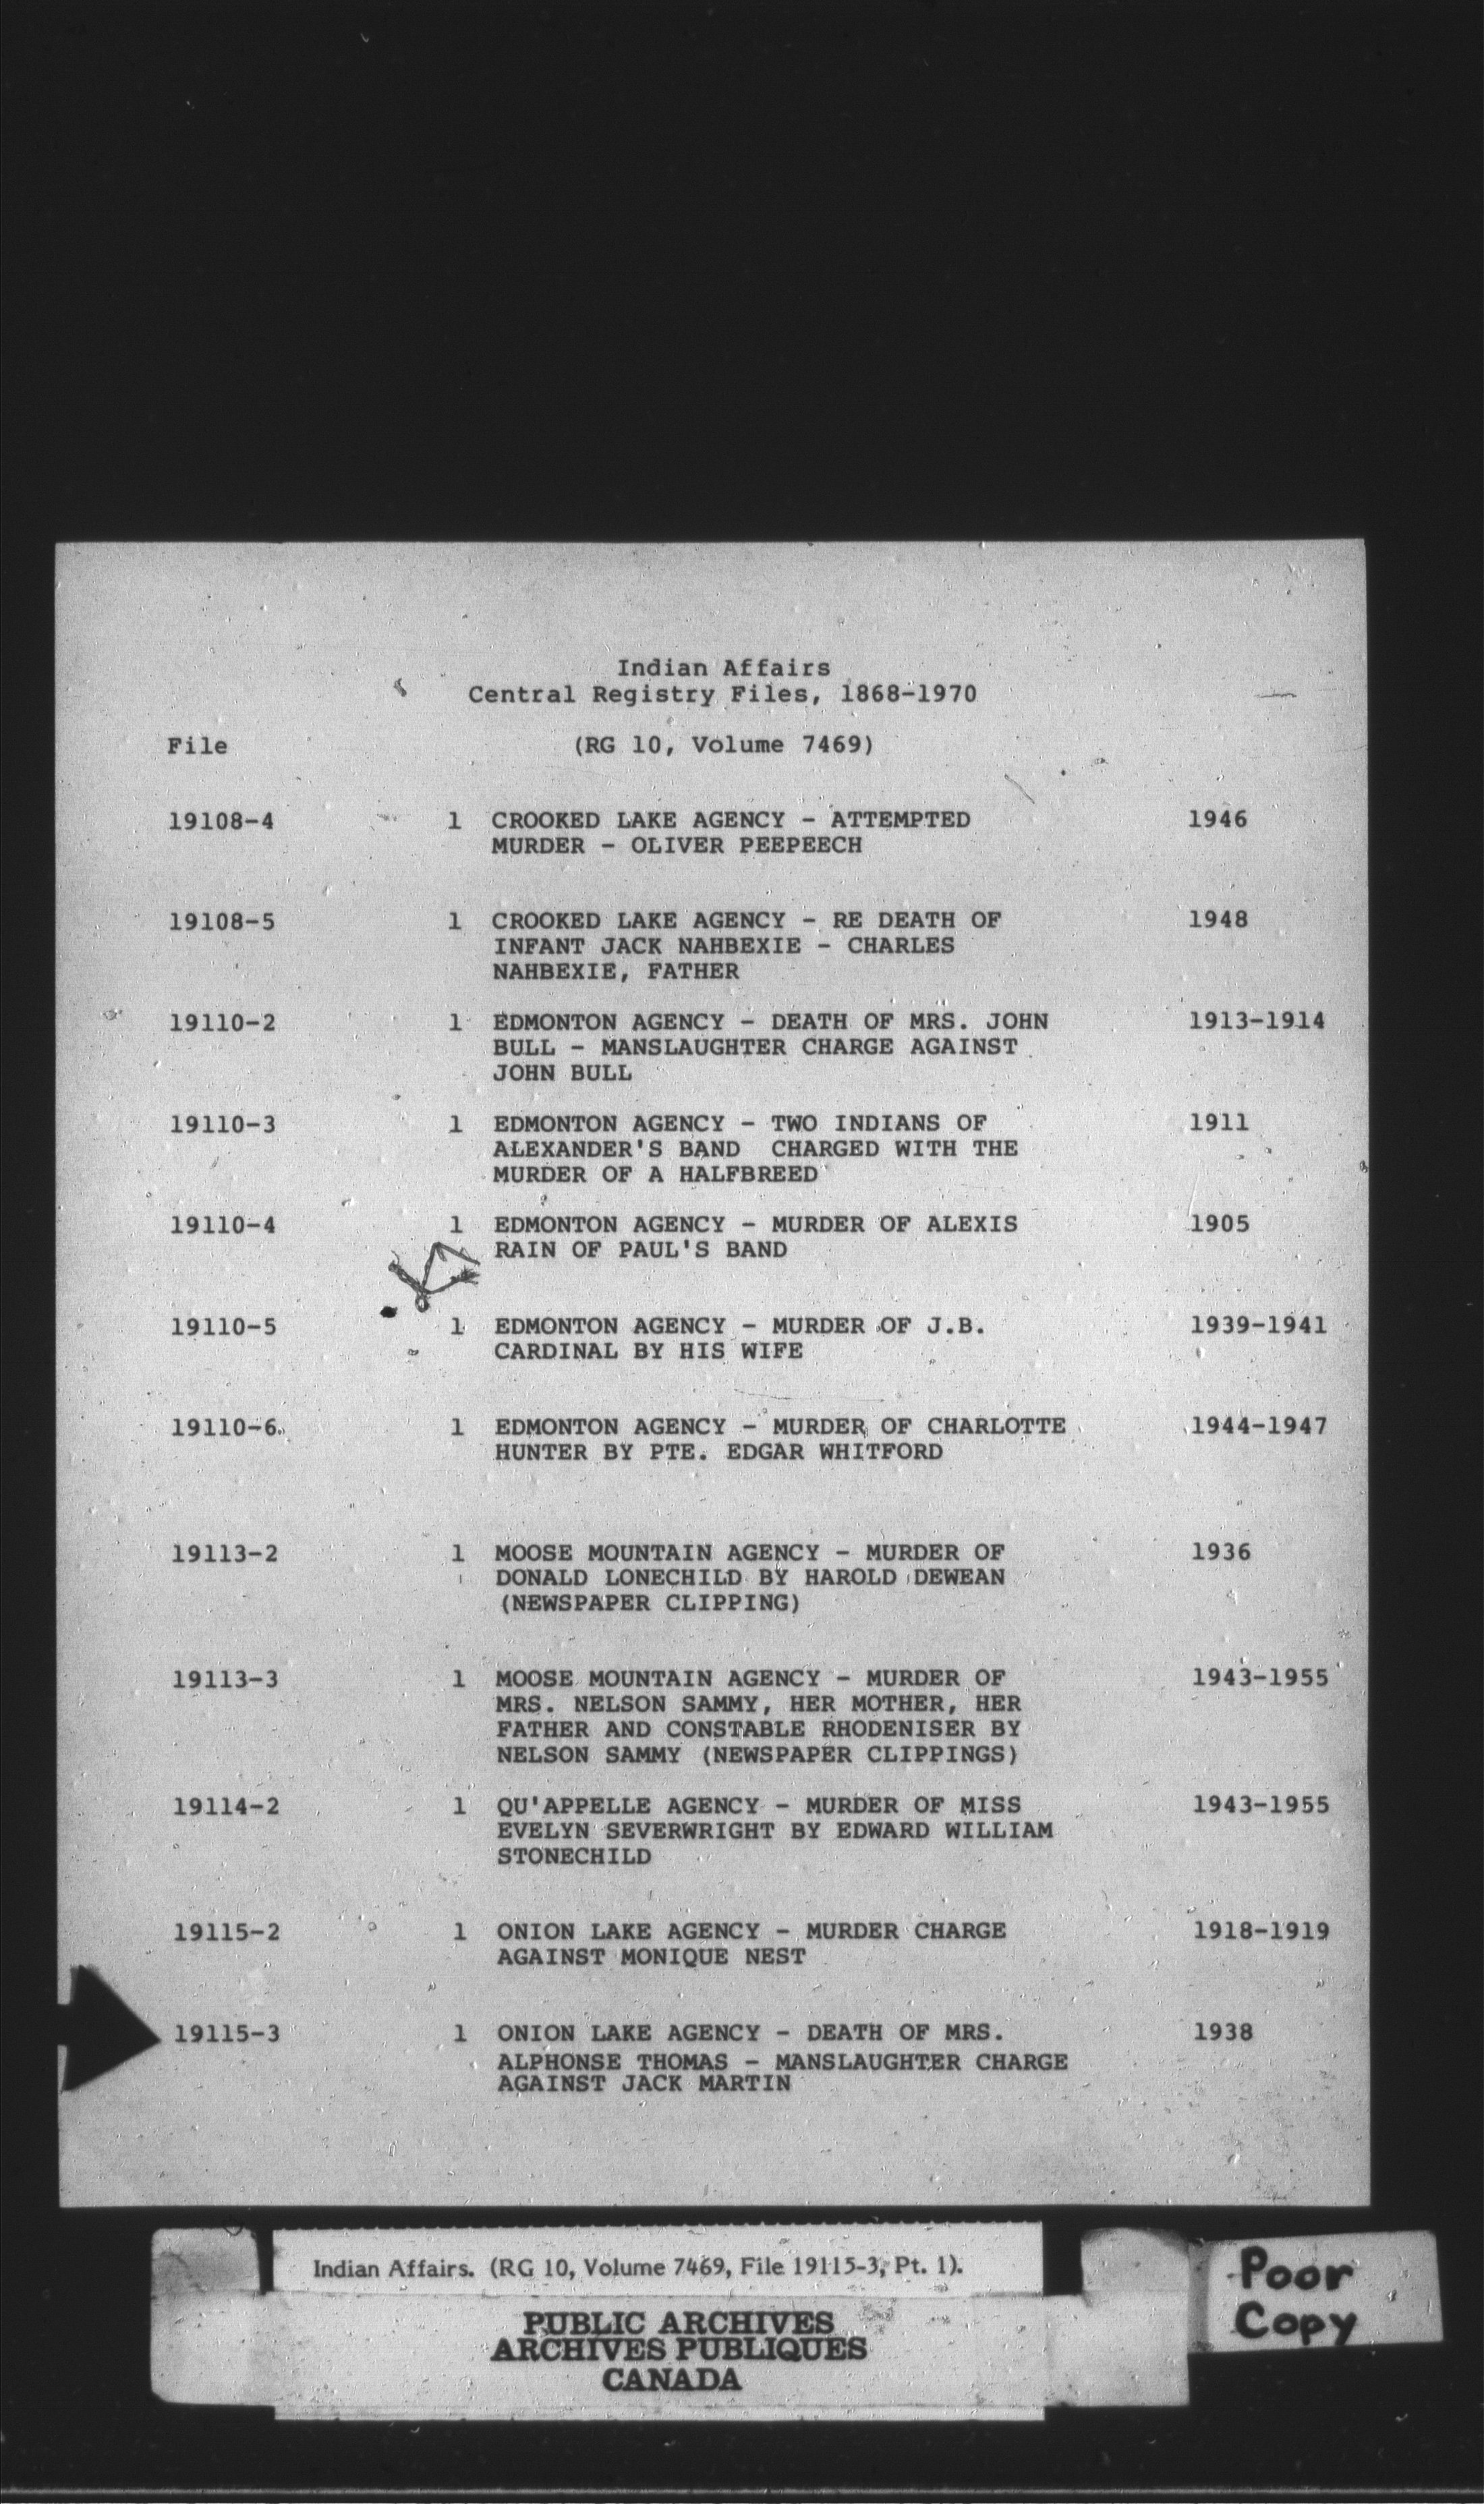 Indian Affairs
Central Registry Files, 1868-1970
File (RG 10, Volume 7469)
19108-4 1 CROOKED LAKE AGENCY - ATTEMPTED 1946
MURDER - OLIVER PEEPEECH
19108-5 1 CROOKED LAKE AGENCY - RE DEATH OF 1948
INFANT JACK NAHBEXIE - CHARLES
NAHBEXIE, FATHER
19110-2 1 EDMONTON AGENCY - DEATH OF MRS. JOHN 1913-1914
BULL - MANSLAUGHTER CHARGE AGAINST
JOHN BULL
19110-3 1 EDMONTON AGENCY - TWO INDIANS OF 1911
ALEXANDER'S BAND CHARGED WITH THE
MURDER OF A HALFBREED
19110-4 1 EDMONTON AGENCY - MURDER OF ALEXIS 1905
RAIN OF PAUL'S BAND
19110-5 1 EDMONTON AGENCY - MURDER OF J.B. 1939-1941
CARDINAL BY HIS WIFE
19110-6 1 EDMONTON AGENCY - MURDER OF CHARLOTTE 1944-1947
HUNTER BY PTE. EDGAR WHITFORD
19113-2 1 MOOSE MOUNTAIN AGENCY - MURDER OF 1936
DONALD LONECHILD BY HAROLD DEWEAN
(NEWSPAPER CLIPPING)
19113-3 1 MOOSE MOUNTAIN AGENCY - MURDER OF 1943-1955
MRS. NELSON SAMMY, HER MOTHER, HER
FATHER AND CONSTABLE RHODENISER BY
NELSON SAMMY (NEWSPAPER CLIPPINGS)
19114-2 1 QU'APPELLE AGENCY - MURDER OF MISS 1943-1955
EVELYN SEVERWRIGHT BY EDWARD WILLIAM
STONECHILD
19115-2 1 ONION LAKE AGENCY - MURDER CHARGE 1918-1919
AGAINST MONIQUE NEST
19115-3 1 ONION LAKE AGENCY - DEATH OF MRS. 1938
ALPHONSE THOMAS - MANSLAUGHTER CHARGE
AGAINST JACK MARTIN
Indian Affairs. (RG 10, Volume 7469, File 19115-3, Pt. 1).
PUBLIC ARCHIVES
ARCHIVES PUBLIQUES
CANADA
Poor
Copy